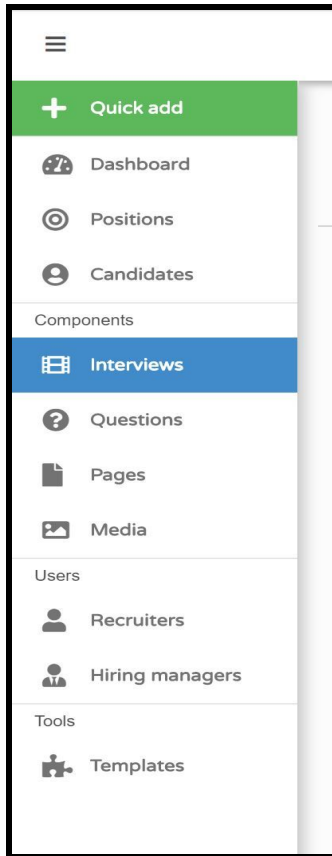 Quick add
Dashboard
Positions
Candidates
Components
Interviews
Questions
Pages
Media
Users
Recruiters
Hiring managers
Tools
Templates